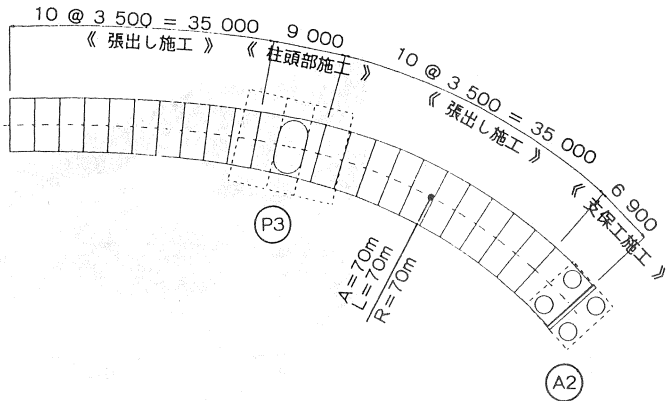 10 @ 3 500 = 35 000
《 張出し施工 》
9 000
《 柱頭部施工 》
10 @ 3 500 = 35 000
《 張出し施工 》
6 900
《 支保工施工 》
P3
A=70m
L=70m
R=70m
A2